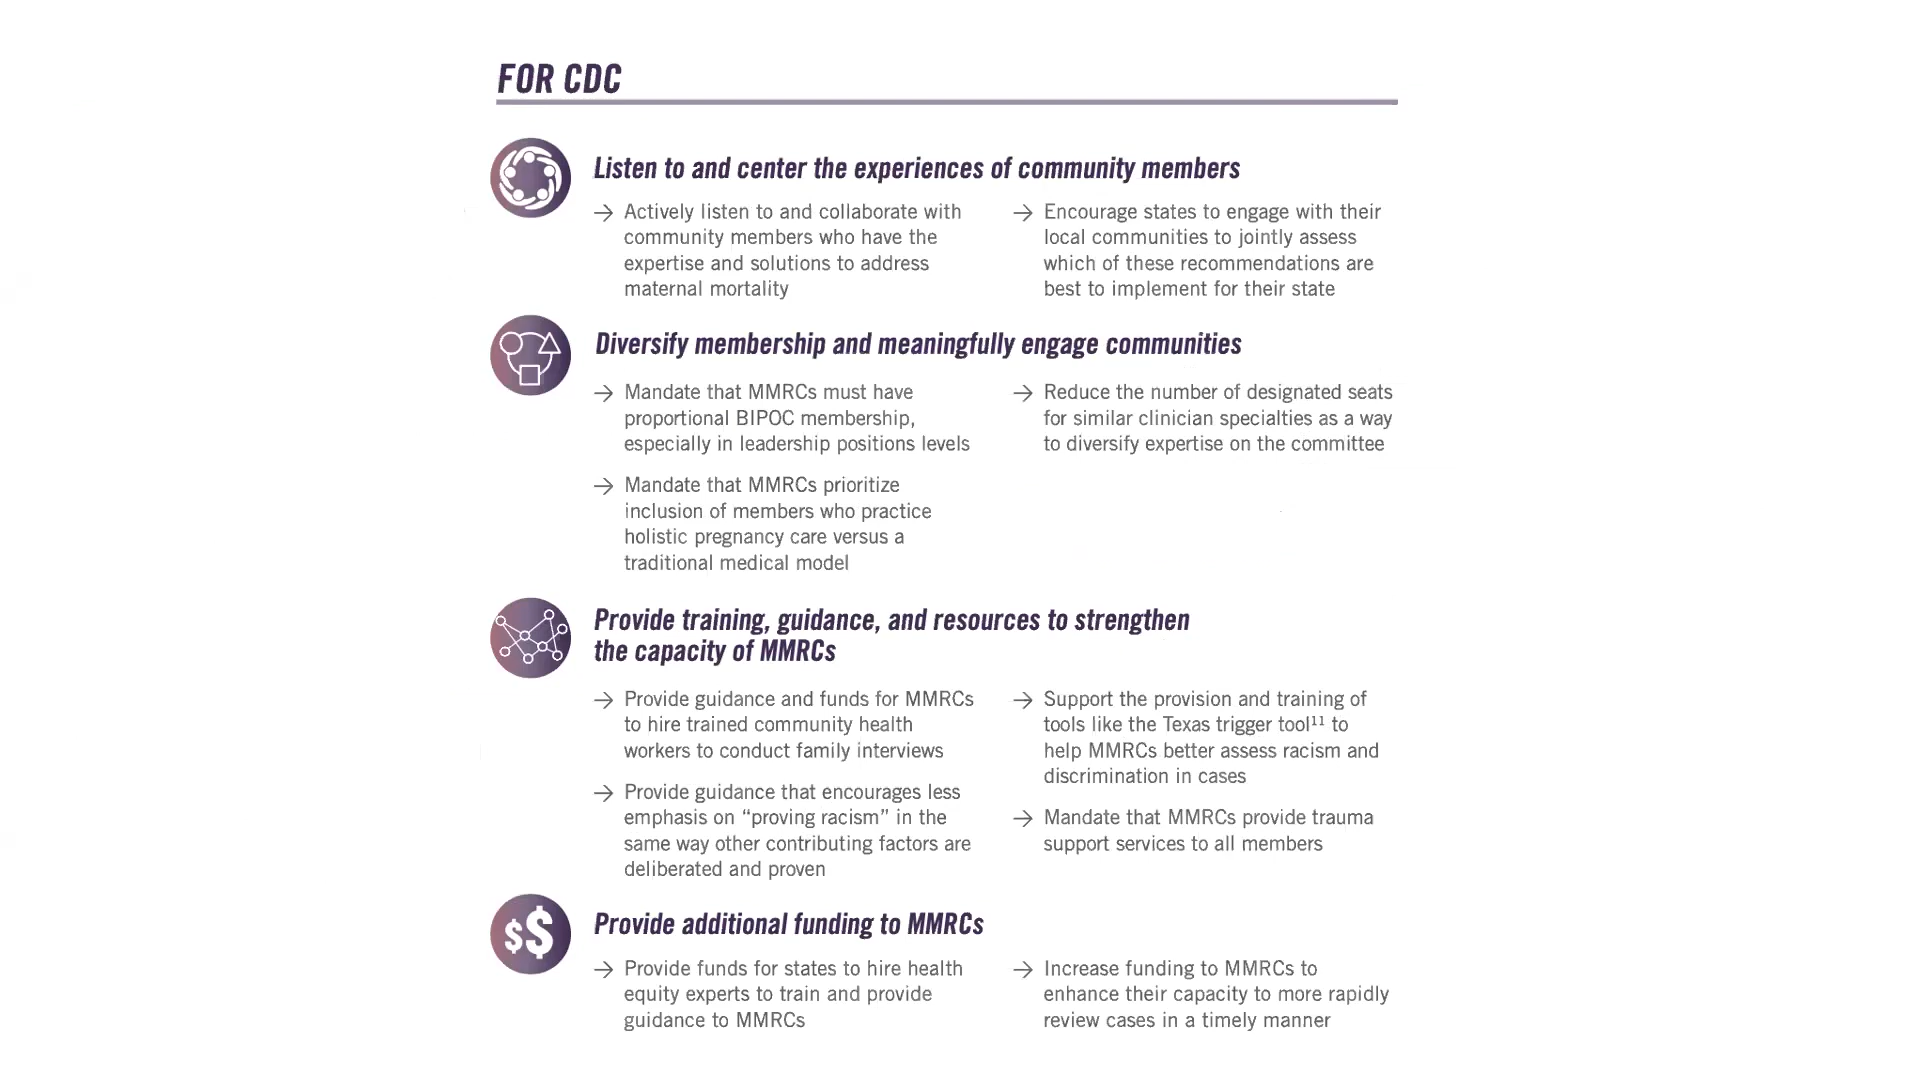 FOR CDC
Listen to and center the experiences of community members
→ Actively listen to and collaborate with
community members who have the
expertise and solutions to address
maternal mortality
→ Encourage states to engage with their
local communities to jointly assess
which of these recommendations are
best to implement for their state
Diversify membership and meaningfully engage communities
→ Mandate that MMRCs must have
proportional BIPOC membership,
especially in leadership positions levels
→ Mandate that MMRCs prioritize
inclusion of members who practice
holistic pregnancy care versus a
traditional medical model
→ Reduce the number of designated seats
for similar clinician specialties as a way
to diversify expertise on the committee
Provide training, guidance, and resources to strengthen
the capacity of MMRCs
→ Provide guidance and funds for MMRCs
to hire trained community health
workers to conduct family interviews
→ Provide guidance that encourages less
emphasis on “proving racism” in the
same way other contributing factors are
deliberated and proven
→ Support the provision and training of
tools like the Texas trigger tool¹¹ to
help MMRCs better assess racism and
discrimination in cases
→ Mandate that MMRCs provide trauma
support services to all members
$$
Provide additional funding to MMRCs
→ Provide funds for states to hire health
equity experts to train and provide
guidance to MMRCs
→ Increase funding to MMRCs to
enhance their capacity to more rapidly
review cases in a timely manner